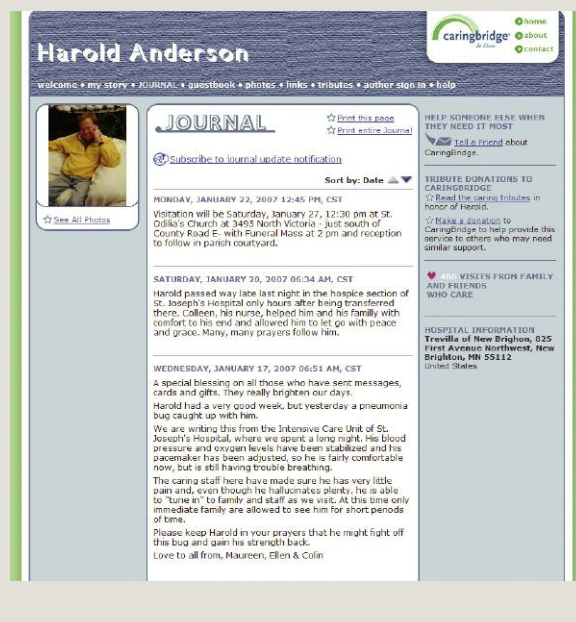 Harold Anderson
caringbridge
home
about
contact
welcome • my story • JOURNAL • guestbook • photos • links • tributes • author sign in • help
See All Photos
JOURNAL
Print this page
Print entire Journal
Subscribe to journal update notification
Sort by: Date
MONDAY, JANUARY 22, 2007 12:45 PM, CST
Visitation will be Saturday, January 27, 12:30 pm at St.
Odilia's Church at 3495 North Victoria - just south of
County Road E- with Funeral Mass at 2 pm and reception
to follow in parish courtyard.
SATURDAY, JANUARY 20, 2007 06:34 AM, CST
Harold passed way late last night in the hospice section of
St. Joseph's Hospital only hours after being transferred
there. Colleen, his nurse, helped him and his familly with
comfort to his end and allowed him to let go with peace
and grace. Many, many prayers follow him.
WEDNESDAY, JANUARY 17, 2007 06:51 AM, CST
A special blessing on all those who have sent messages,
cards and gifts. They really brighten our days.
Harold had a very good week, but yesterday a pneumonia
bug caught up with him.
We are writing this from the Intensive Care Unit of St.
Joseph's Hospital, where we spent a long night. His blood
pressure and oxygen levels have been stabilized and his
pacemaker has been adjusted, so he is fairly comfortable
now, but is still having trouble breathing.
The caring staff here have made sure he has very little
pain and, even though he hallucinates plenty, he is able
to "tune in" to family and staff as we visit. At this time only
immediate family are allowed to see him for short periods
of time.
Please keep Harold in your prayers that he might fight off
this bug and gain his strength back.
Love to all from, Maureen, Ellen & Colin
HELP SOMEONE ELSE WHEN
THEY NEED IT MOST
Tell a Friend about
CaringBridge.
TRIBUTE DONATIONS TO
CARINGBRIDGE
Read the caring tributes in
honor of Harold.
Make a donation to
CaringBridge to help provide this
service to others who may need
similar support.
VISITS FROM FAMILY
AND FRIENDS
WHO CARE
HOSPITAL INFORMATION
Trevilla of New Brighon, 825
First Avenue Northwest, New
Brighton, MN 55112
United States